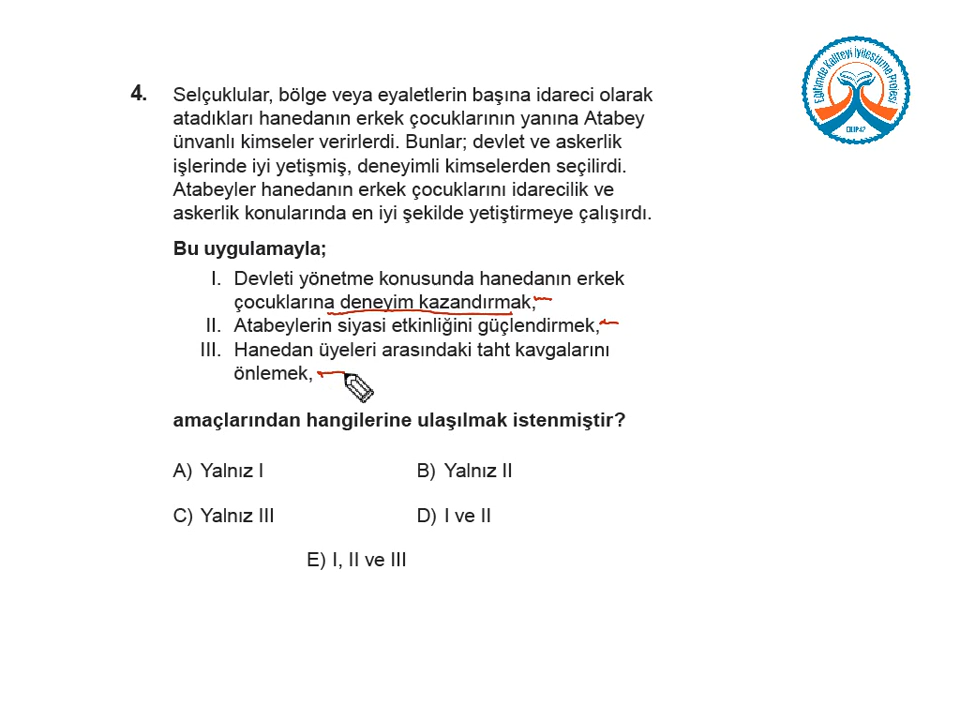 Eğitimde Kaliteyi İyileştirme Projesi
4. Selçuklular, bölge veya eyaletlerin başına idareci olarak
atadıkları hanedanın erkek çocuklarının yanına Atabey
ünvanlı kimseler verirlerdi. Bunlar; devlet ve askerlik
işlerinde iyi yetişmiş, deneyimli kimselerden seçilirdi.
Atabeyler hanedanın erkek çocuklarını idarecilik ve
askerlik konularında en iyi şekilde yetiştirmeye çalışırdı.
Bu uygulamayla;
I. Devleti yönetme konusunda hanedanın erkek
çocuklarına deneyim kazandırmak,
II. Atabeylerin siyasi etkinliğini güçlendirmek,
III. Hanedan üyeleri arasındaki taht kavgalarını
önlemek,
amaçlarından hangilerine ulaşılmak istenmiştir?
A) Yalnız I B) Yalnız II
C) Yalnız III D) I ve II
E) I, II ve III